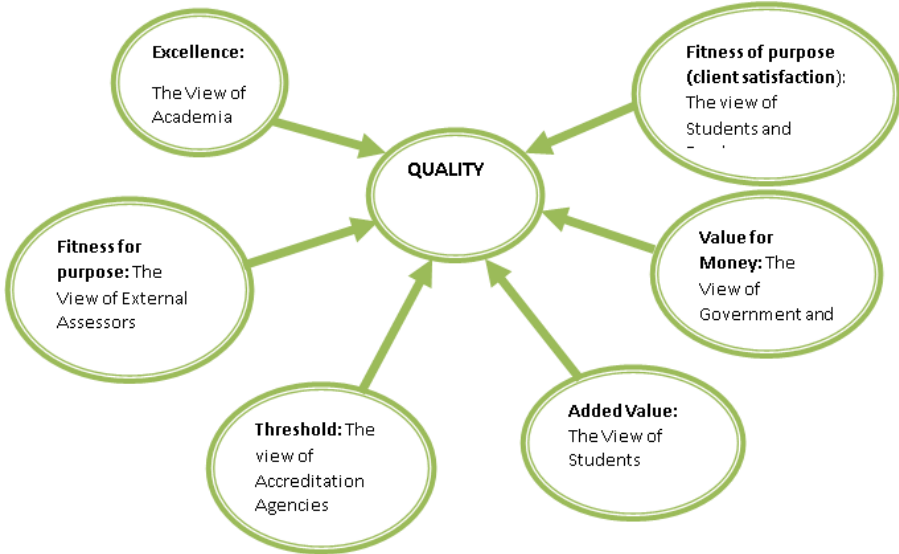 Excellence:
The View of
Academia
Fitness of purpose
(client satisfaction):
The view of
Students and
QUALITY
Fitness for
purpose: The
View of External
Assessors
Value for
Money: The
View of
Government and
Threshold: The
view of
Accreditation
Agencies
Added Value:
The View of
Students